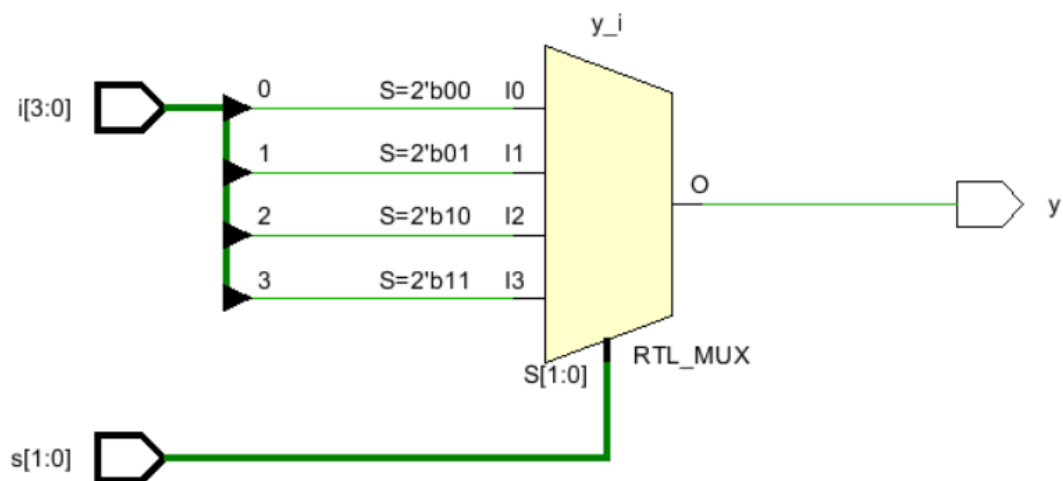 y_i
i[3:0]
0 S=2'b00 I0
1 S=2'b01 I1
2 S=2'b10 I2
3 S=2'b11 I3
O
y
RTL_MUX
S[1:0]
s[1:0]